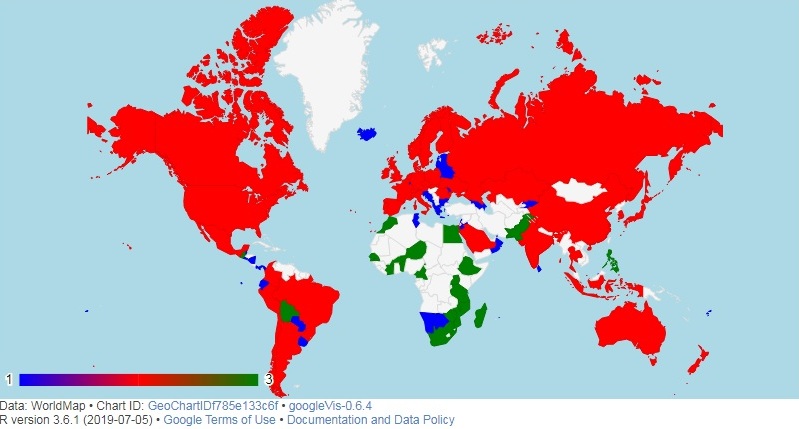 1 3
Data: WorldMap • Chart ID: GeoChartIDf785e133c6f • googleVis-0.6.4
R version 3.6.1 (2019-07-05) • Google Terms of Use • Documentation and Data Policy